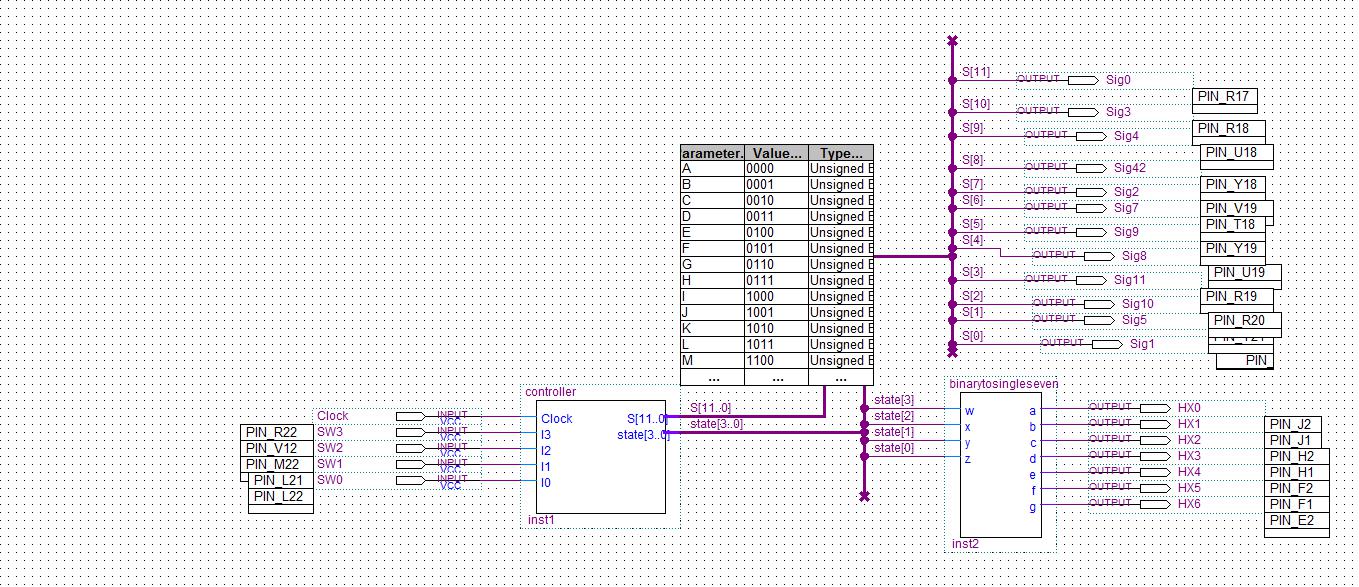 S[11] OUTPUT Sig0
PIN_R17
S[10] OUTPUT Sig3
S[9] OUTPUT Sig4
PIN_R18
PIN_U18
S[8] OUTPUT Sig42
S[7] OUTPUT Sig2
PIN_Y18
S[6] OUTPUT Sig7
PIN_V19
S[5] OUTPUT Sig9
PIN_T18
S[4] OUTPUT Sig8
PIN_Y19
S[3] OUTPUT Sig11
PIN_U19
S[2] OUTPUT Sig10
PIN_R19
S[1] OUTPUT Sig5
PIN_R20
S[0] OUTPUT Sig1
PIN_
arameter. Value... Type...
A 0000 Unsigned B
B 0001 Unsigned B
C 0010 Unsigned B
D 0011 Unsigned B
E 0100 Unsigned B
F 0101 Unsigned B
G 0110 Unsigned B
H 0111 Unsigned B
I 1000 Unsigned B
J 1001 Unsigned B
K 1010 Unsigned B
L 1011 Unsigned B
M 1100 Unsigned B
... ... ...
controller
Clock INPUT VCC
SW3 INPUT VCC
SW2 INPUT VCC
SW1 INPUT VCC
SW0 INPUT VCC
PIN_R22
PIN_V12
PIN_M22
PIN_L21
PIN_L22
Clock S[11..0]
I3 state[3..0]
I2
I1
I0
inst1
S[11..0]
state[3..0]
state[3]
state[2]
state[1]
state[0]
binarytosingleseven
w a
x b
y c
z d
e
f
g
inst2
OUTPUT HX0
OUTPUT HX1
OUTPUT HX2
OUTPUT HX3
OUTPUT HX4
OUTPUT HX5
OUTPUT HX6
PIN_J2
PIN_J1
PIN_H2
PIN_H1
PIN_F2
PIN_F1
PIN_E2